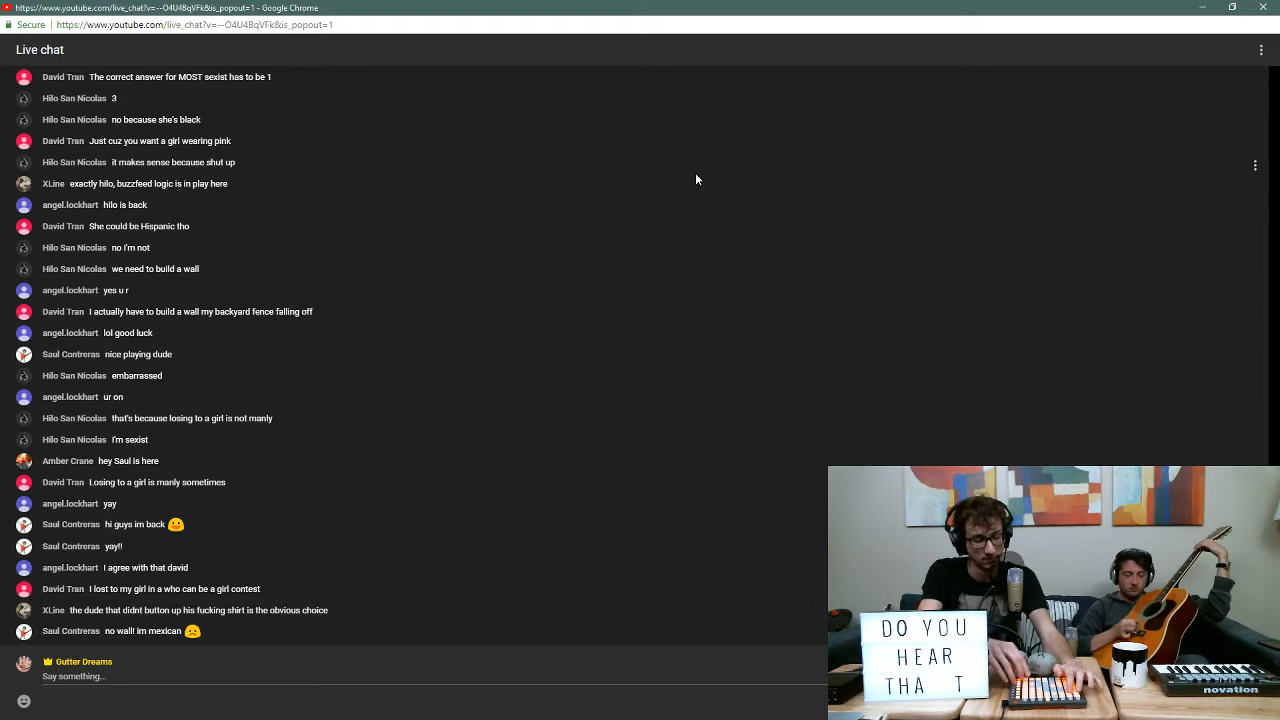 https://www.youtube.com/live_chat?v=--O4U4BqVFk&is_popout=1 - Google Chrome
Secure https://www.youtube.com/live_chat?v=--O4U4BqVFk&is_popout=1
Live chat
David Tran The correct answer for MOST sexist has to be 1
Hilo San Nicolas 3
Hilo San Nicolas no because she's black
David Tran Just cuz you want a girl wearing pink
Hilo San Nicolas it makes sense because shut up
XLine exactly hilo, buzzfeed logic is in play here
angel.lockhart hilo is back
David Tran She could be Hispanic tho
Hilo San Nicolas no I'm not
Hilo San Nicolas we need to build a wall
angel.lockhart yes u r
David Tran I actually have to build a wall my backyard fence falling off
angel.lockhart lol good luck
Saul Contreras nice playing dude
Hilo San Nicolas embarrassed
angel.lockhart ur on
Hilo San Nicolas that's because losing to a girl is not manly
Hilo San Nicolas I'm sexist
Amber Crane hey Saul is here
David Tran Losing to a girl is manly sometimes
angel.lockhart yay
Saul Contreras hi guys im back
Saul Contreras yay!!
angel.lockhart I agree with that david
David Tran I lost to my girl in a who can be a girl contest
XLine the dude that didnt button up his fucking shirt is the obvious choice
Saul Contreras no wall! im mexican
Gutter Dreams
Say something...
DO YOU
HEAR
THA T
novation